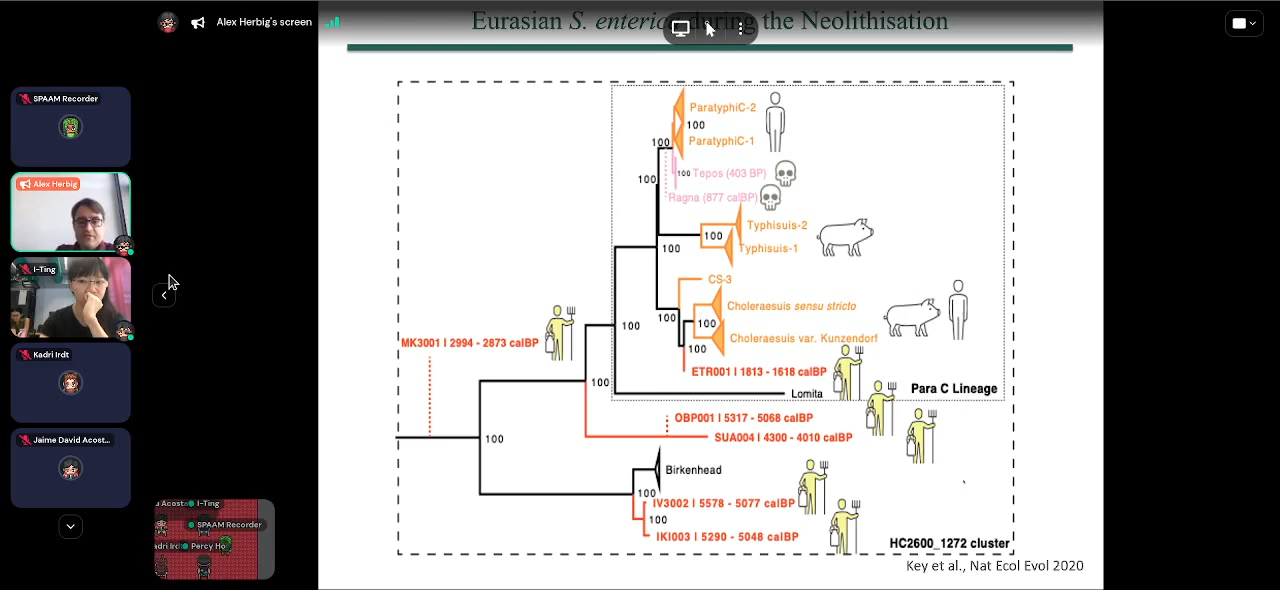 Alex Herbig's screen
Eurasian S. enterica during the Neolithisation
SPAAM Recorder
Alex Herbig
I-Ting
Kadri Irdt
Jaime David Acost...
I-Ting
SPAAM Recorder
Percy Ho
ParatyphiC-2
100
ParatyphiC-1
100
100 Tepos (403 BP)
100
Ragna (877 calBP)
Typhisuis-2
100
100
Typhisuis-1
CS-3
Choleraesuis sensu stricto
100
100
100
Choleraesuis var. Kunzendorf
MK3001 I 2994 - 2873 calBP
100
ETR001 I 1813 - 1618 calBP
100
Lomita
Para C Lineage
OBP001 I 5317 - 5068 calBP
100
SUA004 I 4300 - 4010 calBP
Birkenhead
100
IV3002 I 5578 - 5077 calBP
100
IKI003 I 5290 - 5048 calBP
HC2600_1272 cluster
Key et al., Nat Ecol Evol 2020